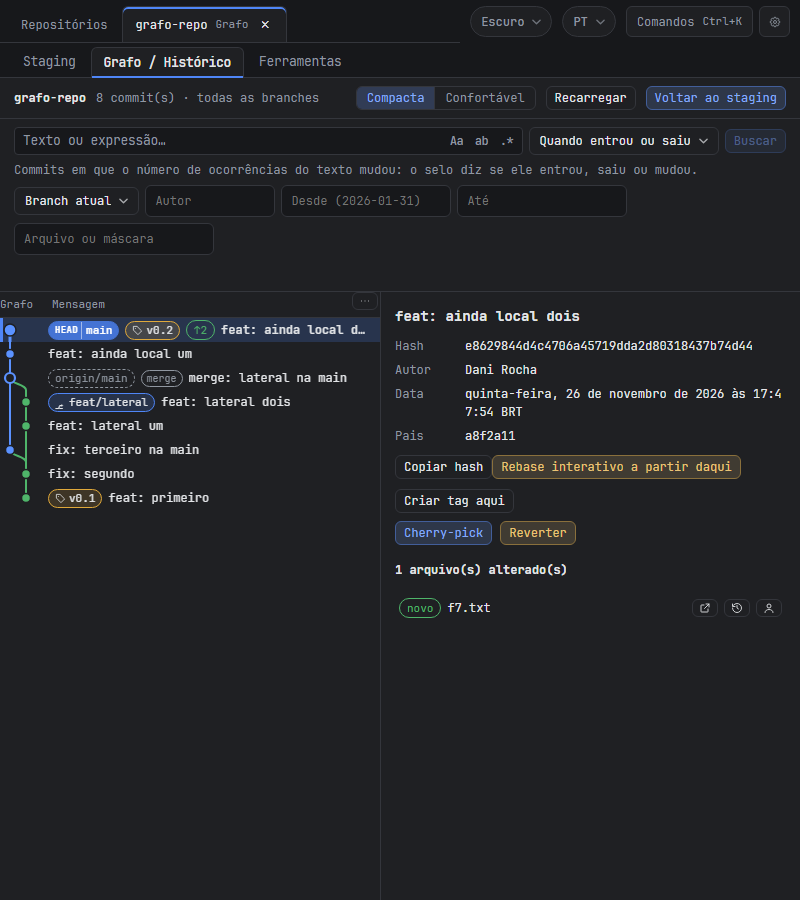 Repositórios grafo-repo Grafo × Escuro PT Comandos Ctrl+K
Staging Grafo / Histórico Ferramentas
grafo-repo 8 commit(s) · todas as branches Compacta Confortável Recarregar Voltar ao staging
Texto ou expressão… Aa ab .* Quando entrou ou saiu Buscar
Commits em que o número de ocorrências do texto mudou: o selo diz se ele entrou, saiu ou mudou.
Branch atual Autor Desde (2026-01-31) Até
Arquivo ou máscara
Grafo Mensagem ···
HEAD main v0.2 ↑2 feat: ainda local d…
feat: ainda local um
origin/main merge merge: lateral na main
feat/lateral feat: lateral dois
feat: lateral um
fix: terceiro na main
fix: segundo
v0.1 feat: primeiro
feat: ainda local dois
Hash e8629844d4c4706a45719dda2d80318437b74d44
Autor Dani Rocha
Data quinta-feira, 26 de novembro de 2026 às 17:4
7:54 BRT
Pais a8f2a11
Copiar hash Rebase interativo a partir daqui
Criar tag aqui
Cherry-pick Reverter
1 arquivo(s) alterado(s)
novo f7.txt